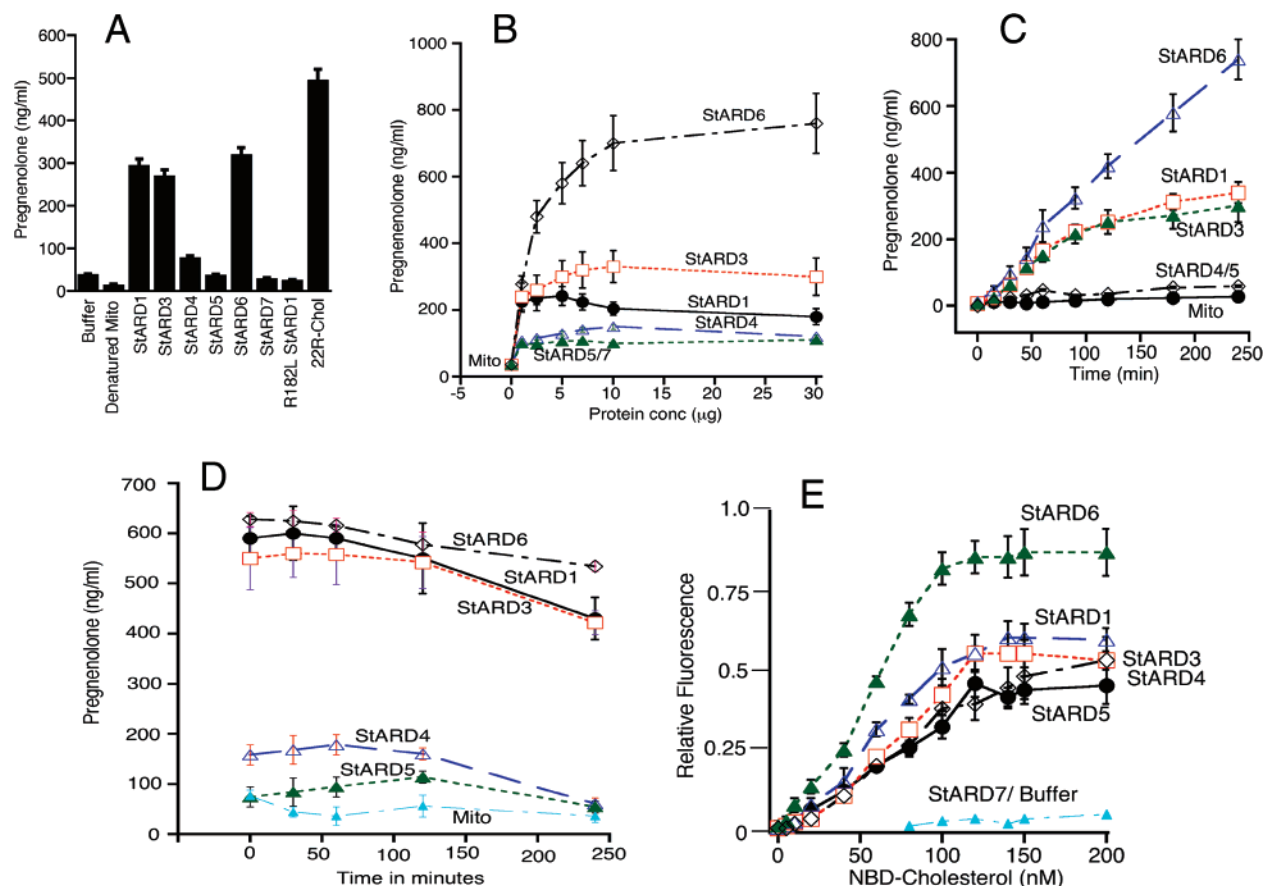 A
Pregnenolone (ng/ml)
600
500
400
300
200
100
0
Buffer
Denatured Mito
StARD1
StARD3
StARD4
StARD5
StARD6
StARD7
R182L StARD1
22R-Chol
B
Pregnenolone (ng/ml)
1000
800
600
400
200
0
StARD6
StARD3
StARD1
StARD4
StARD5/7
Mito
-5 0 5 10 15 20 25 30
Protein conc (μg)
C
Pregnenolone (ng/ml)
800
600
400
200
0
StARD6
StARD1
StARD3
StARD4/5
Mito
0 50 100 150 200 250
Time (min)
D
Pregnenolone (ng/ml)
700
600
500
400
300
200
100
0
StARD6
StARD1
StARD3
StARD4
StARD5
Mito
0 50 100 150 200 250
Time in minutes
E
Relative Fluorescence
1.0
0.75
0.5
0.25
0
StARD6
StARD1
StARD3
StARD4
StARD5
StARD7/ Buffer
0 50 100 150 200
NBD-Cholesterol (nM)